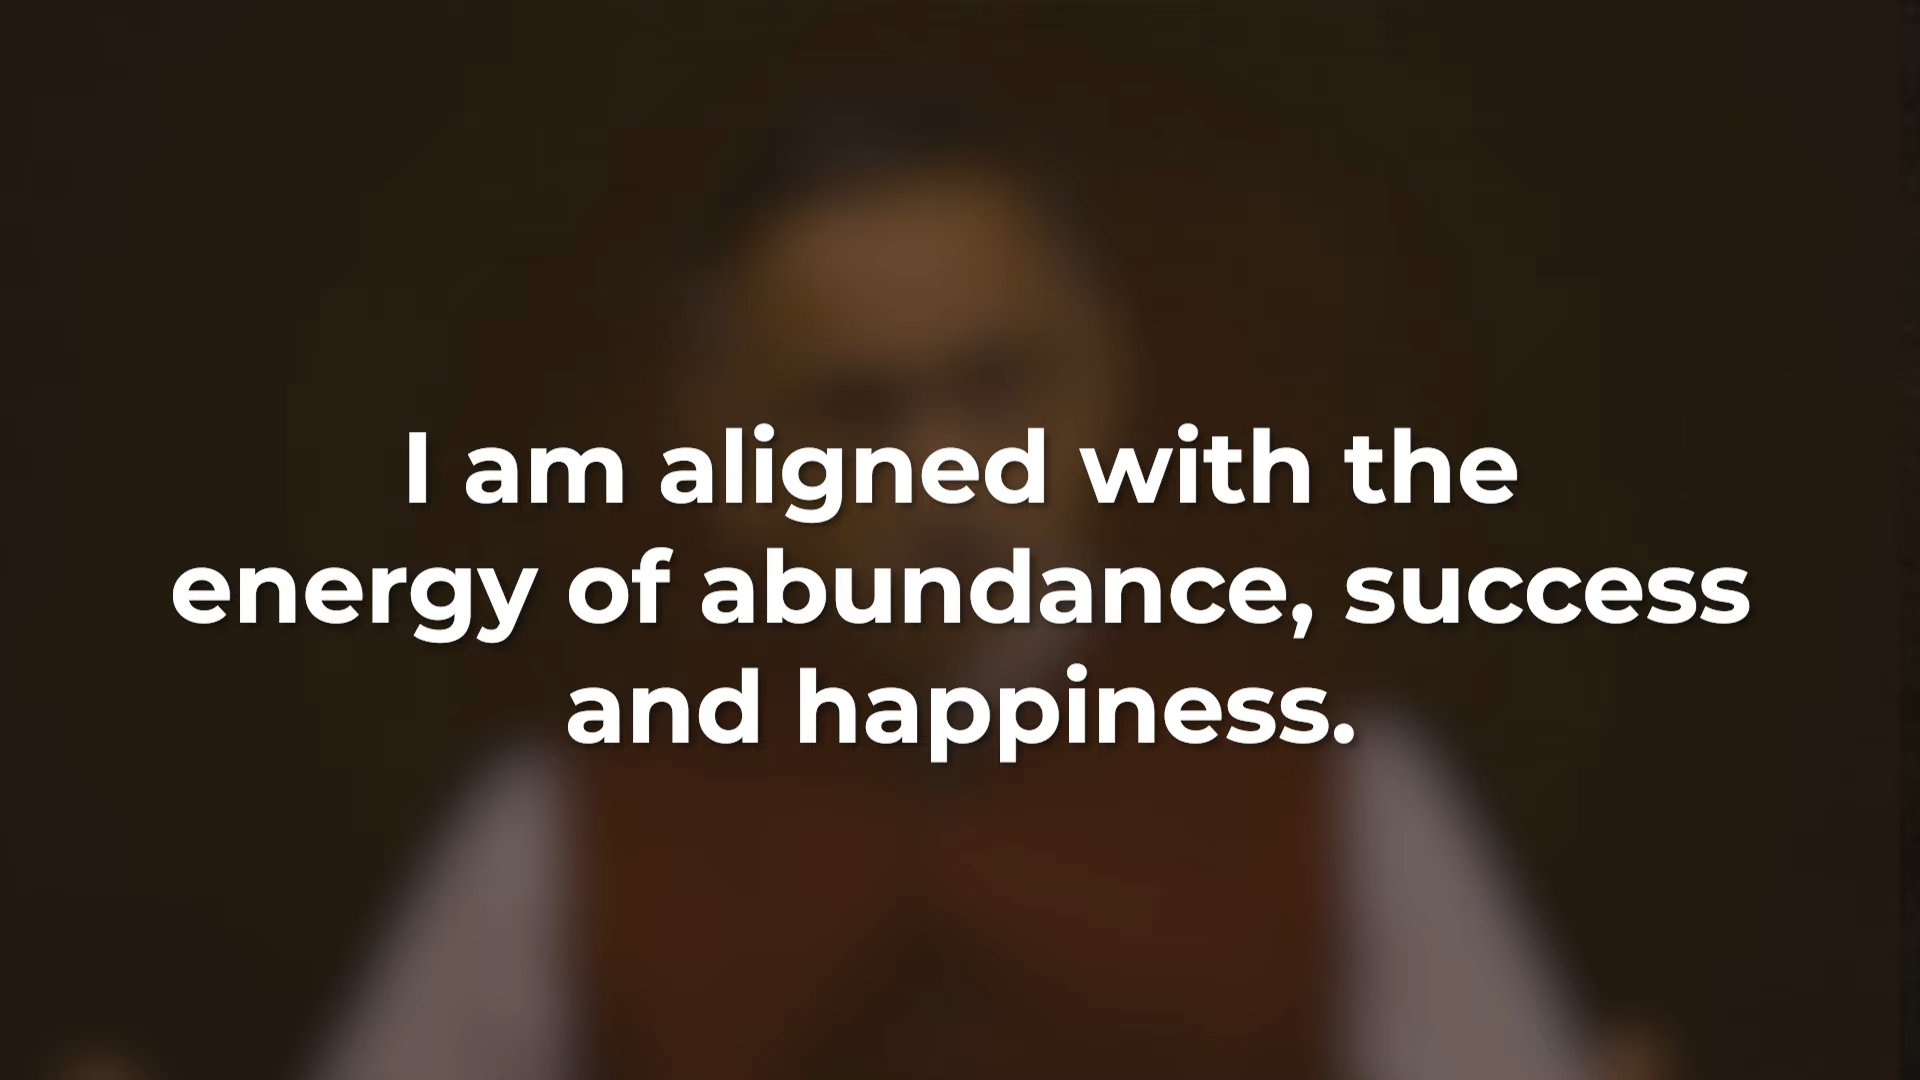 I am aligned with the
energy of abundance, success
and happiness.